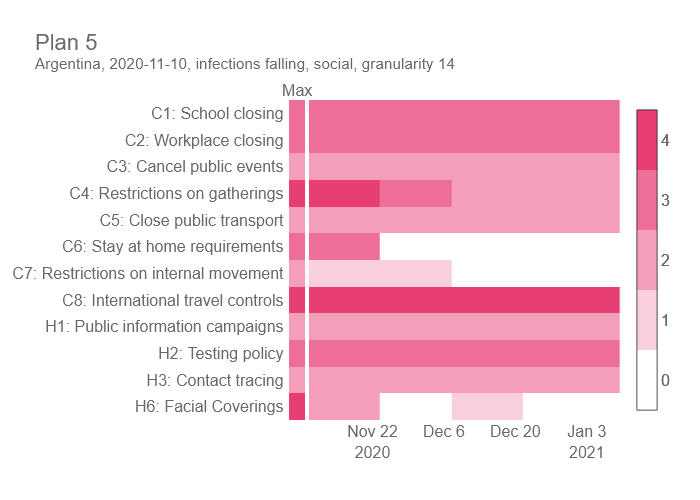 Plan 5
Argentina, 2020-11-10, infections falling, social, granularity 14
Max
C1: School closing
C2: Workplace closing
C3: Cancel public events
C4: Restrictions on gatherings
C5: Close public transport
C6: Stay at home requirements
C7: Restrictions on internal movement
C8: International travel controls
H1: Public information campaigns
H2: Testing policy
H3: Contact tracing
H6: Facial Coverings
Nov 22 Dec 6 Dec 20 Jan 3
2020 2021
4
3
2
1
0